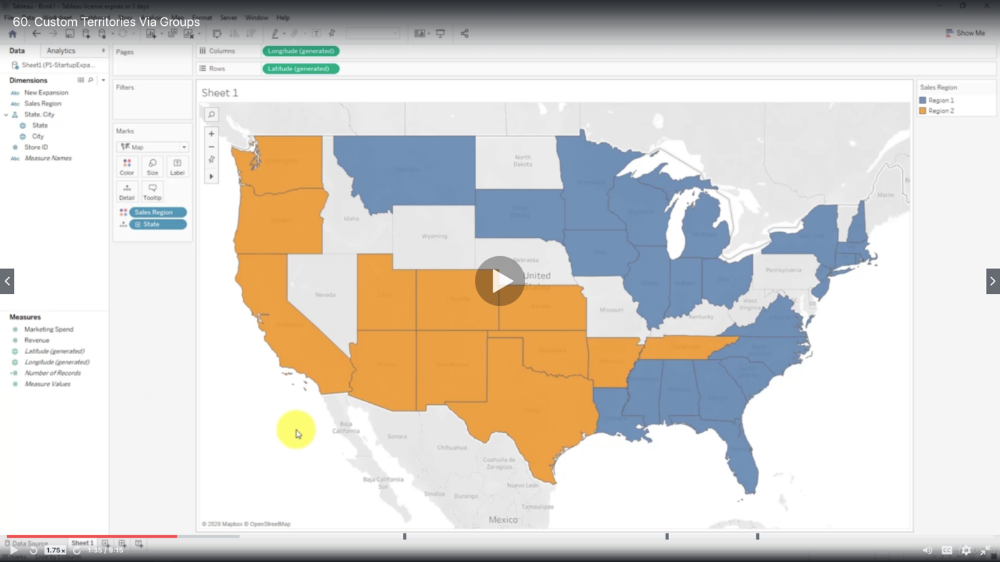 Tableau - Book1 - Tableau license expires in 3 days
File Data Worksheet Dashboard Story Analysis Map Format Server Window Help
60. Custom Territories Via Groups
Show Me
Data Analytics
Pages
Columns
Longitude (generated)
Rows
Latitude (generated)
Sheet1 (P1-StartupExpa...
Dimensions
Abc New Expansion
Abc Sales Region
State, City
State
City
# Store ID
Abc Measure Names
Filters
Marks
Map
Color Size Label
Detail Tooltip
Sales Region
State
Measures
Marketing Spend
Revenue
Latitude (generated)
Longitude (generated)
Number of Records
Measure Values
Sheet 1
Sales Region
Region 1
Region 2
North
Dakota
Maine
Idaho
Wyoming
Nebraska
United
States
Pennsylvania
Nevada
West
Virginia
Missouri
Kentucky
Baja
California
Sonora
Chihuahua
Coahuila de
Zaragoza
Baja California
Sur
Nuevo León
Sinaloa
Durango
Tamaulipas
Mexico
© 2020 Mapbox © OpenStreetMap
Data Source
Sheet 1
1.75 x
1:35 / 9:15
CC